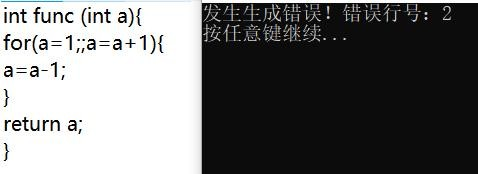 int func (int a){
for(a=1;;a=a+1){
a=a-1;
}
return a;
}
发生生成错误！错误行号：2
按任意键继续...